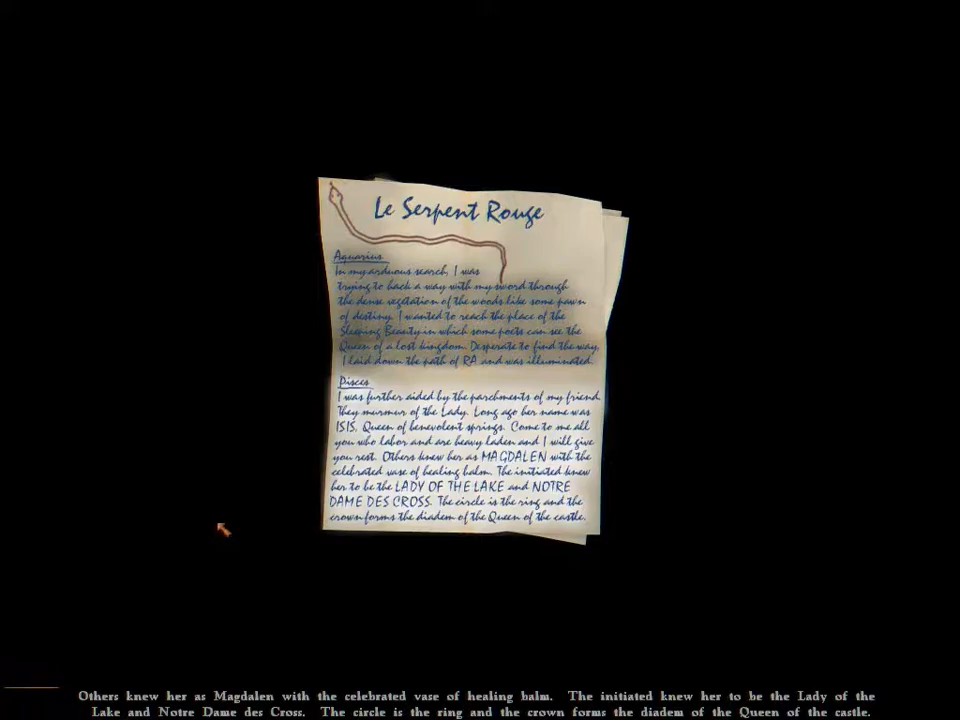 Le Serpent Rouge
Aquarius
In my arduous search, I was
trying to hack a way with my sword through
the dense vegetation of the woods like some pawn
of destiny. I wanted to reach the place of the
Sleeping Beauty in which some poets can see the
Queen of a lost kingdom. Desperate to find the way,
I laid down the path of RA and was illuminated.
Pisces
I was further aided by the parchments of my friend.
They murmur of the Lady. Long ago her name was
ISIS, Queen of benevolent springs. Come to me all
you who labor and are heavy laden and I will give
you rest. Others knew her as MAGDALEN with the
celebrated vase of healing balm. The initiated knew
her to be the LADY OF THE LAKE and NOTRE
DAME DES CROSS. The circle is the ring and the
crown forms the diadem of the Queen of the castle.
Others knew her as Magdalen with the celebrated vase of healing balm. The initiated knew her to be the Lady of the
Lake and Notre Dame des Cross. The circle is the ring and the crown forms the diadem of the Queen of the castle.